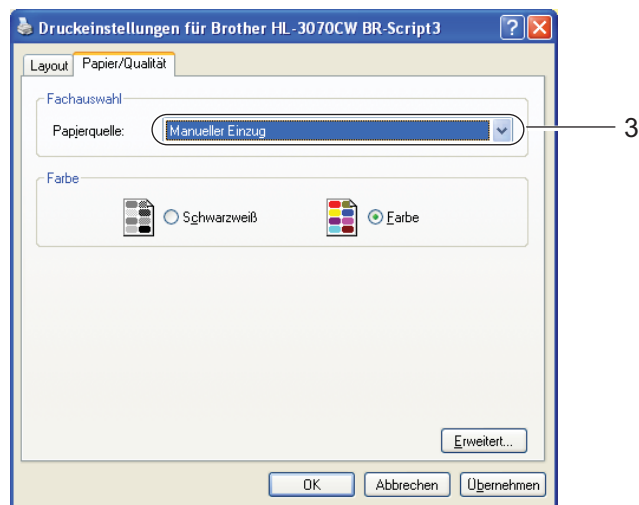 Druckeinstellungen für Brother HL-3070CW BR-Script3
Layout Papier/Qualität
Fachauswahl
Papierquelle: Manueller Einzug 3
Farbe
Schwarzweiß Farbe
Erweitert...
OK Abbrechen Übernehmen